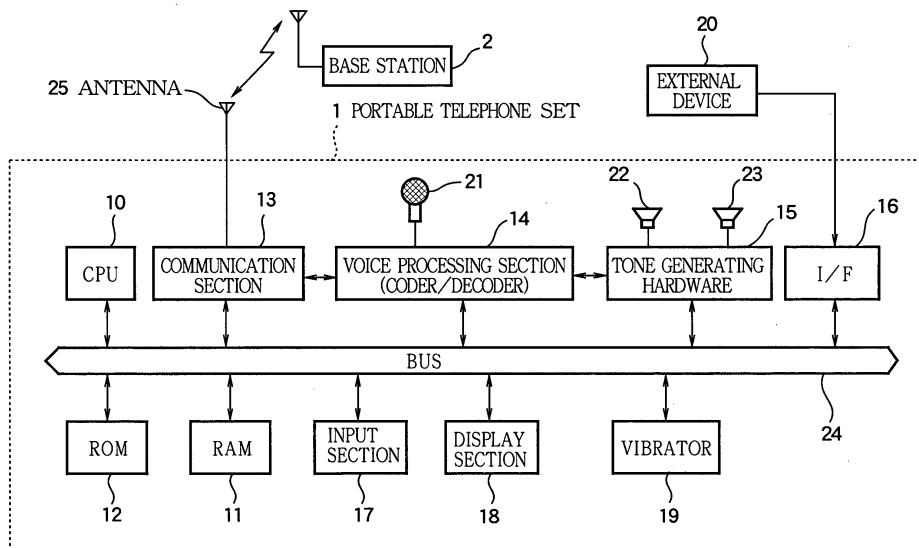 2
20
BASE STATION
EXTERNAL
DEVICE
25 ANTENNA
1 PORTABLE TELEPHONE SET
10
13
21
14
22
23
15
16
CPU
COMMUNICATION
SECTION
VOICE PROCESSING SECTION
(CODER/DECODER)
TONE GENERATING
HARDWARE
I/F
BUS
24
ROM
RAM
INPUT
SECTION
DISPLAY
SECTION
VIBRATOR
12
11
17
18
19